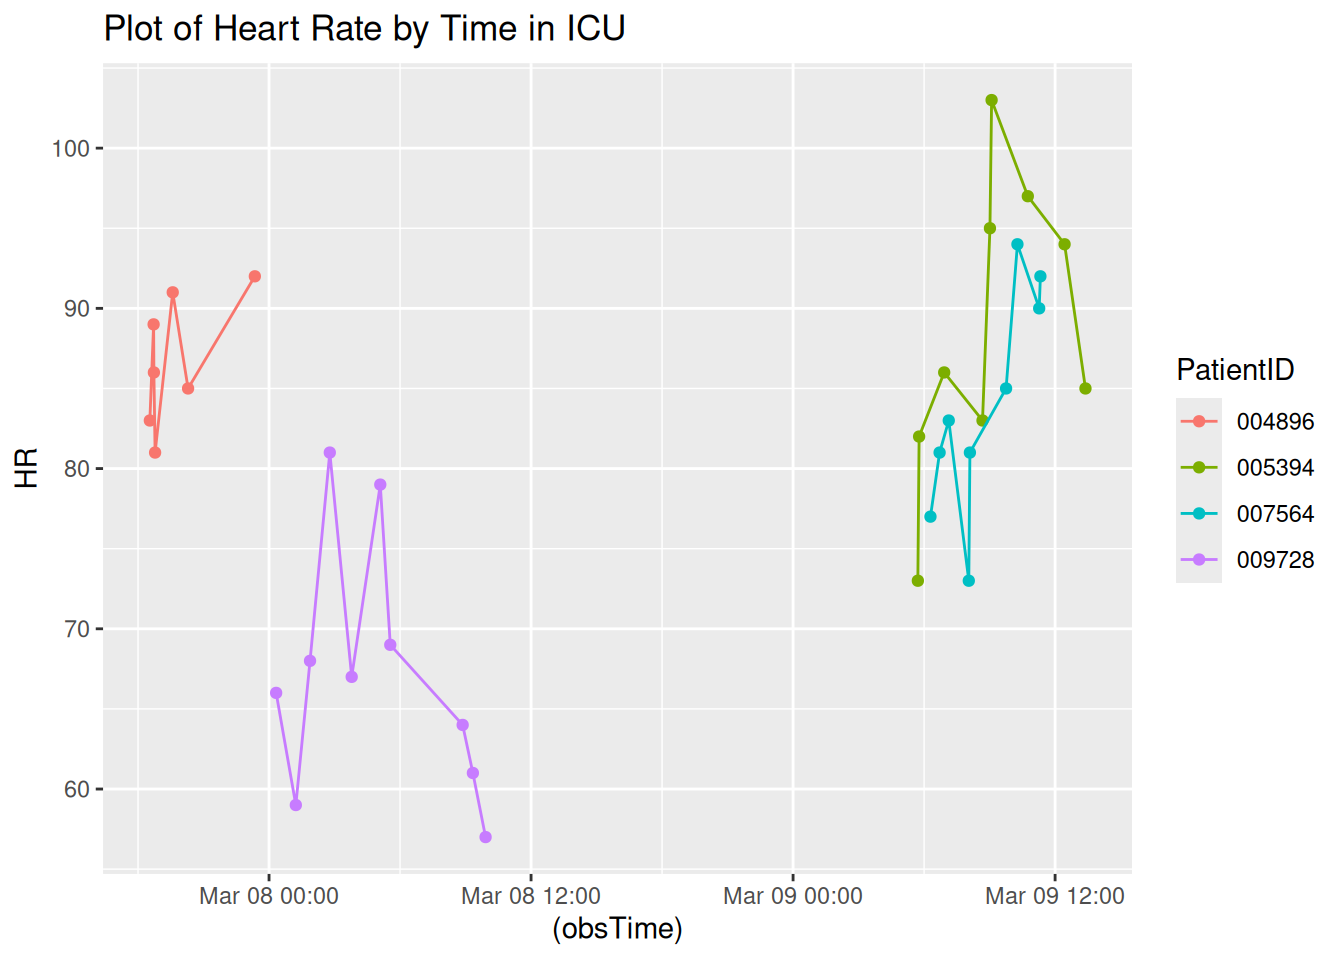 Plot of Heart Rate by Time in ICU
100
90
80
70
60
HR
Mar 08 00:00 Mar 08 12:00 Mar 09 00:00 Mar 09 12:00
(obsTime)
PatientID
004896
005394
007564
009728